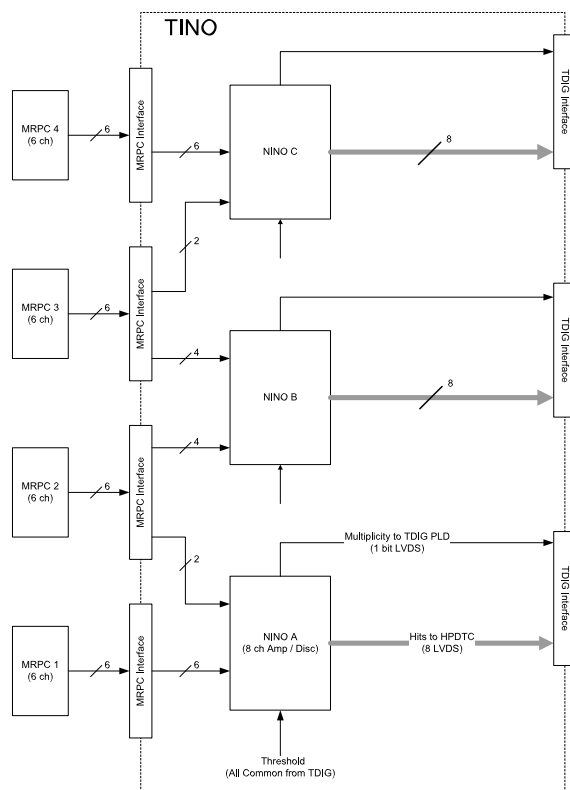 TINO
MRPC 4
(6 ch)
6
MRPC Interface
6
NINO C
8
TDIG Interface
2
MRPC 3
(6 ch)
6
MRPC Interface
4
NINO B
8
TDIG Interface
4
MRPC 2
(6 ch)
6
MRPC Interface
2
Multiplicity to TDIG PLD
(1 bit LVDS)
NINO A
(8 ch Amp / Disc)
Hits to HPDTC
(8 LVDS)
TDIG Interface
MRPC 1
(6 ch)
6
MRPC Interface
6
Threshold
(All Common from TDIG)